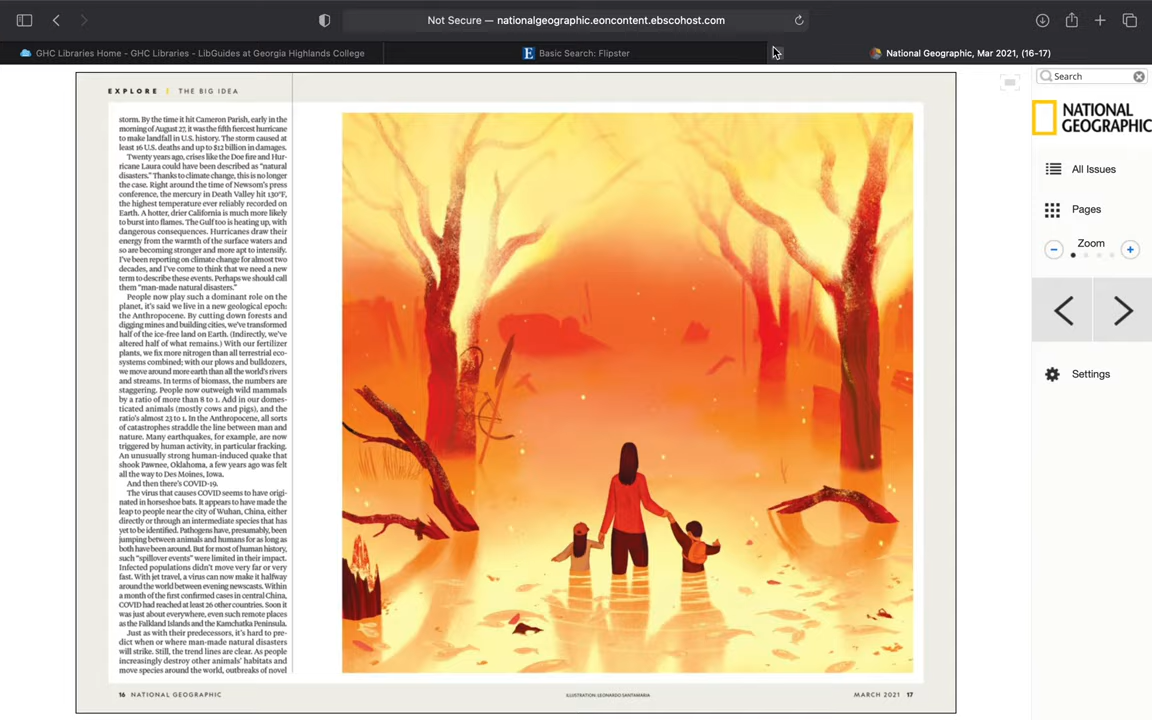 Not Secure — nationalgeographic.eoncontent.ebscohost.com
GHC Libraries Home - GHC Libraries - LibGuides at Georgia Highlands College
Basic Search: Flipster
National Geographic, Mar 2021, (16-17)
EXPLORE | THE BIG IDEA
storm. By the time it hit Cameron Parish, early in the
morning of August 27, it was the fifth fiercest hurricane
to make landfall in U.S. history. The storm caused at
least 16 U.S. deaths and up to $12 billion in damages.
Twenty years ago, crises like the Doe fire and Hur-
ricane Laura could have been described as “natural
disasters.” Thanks to climate change, this is no longer
the case. Right around the time of Newsom's press
conference, the mercury in Death Valley hit 130°F,
the highest temperature ever reliably recorded on
Earth. A hotter, drier California is much more likely
to burst into flames. The Gulf too is heating up, with
dangerous consequences. Hurricanes draw their
energy from the warmth of the surface waters and
so are becoming stronger and more apt to intensify.
I've been reporting on climate change for almost two
decades, and I've come to think that we need a new
term to describe these events. Perhaps we should call
them “man-made natural disasters.”
People now play such a dominant role on the
planet, it's said we live in a new geological epoch:
the Anthropocene. By cutting down forests and
digging mines and building cities, we've transformed
half of the ice-free land on Earth. (Indirectly, we've
altered half of what remains.) With our fertilizer
plants, we fix more nitrogen than all terrestrial eco-
systems combined; with our plows and bulldozers,
we move around more earth than all the world's rivers
and streams. In terms of biomass, the numbers are
staggering. People now outweigh wild mammals
by a ratio of more than 8 to 1. Add in our domes-
ticated animals (mostly cows and pigs), and the
ratio's almost 23 to 1. In the Anthropocene, all sorts
of catastrophes straddle the line between man and
nature. Many earthquakes, for example, are now
triggered by human activity, in particular fracking.
An unusually strong human-induced quake that
shook Pawnee, Oklahoma, a few years ago was felt
all the way to Des Moines, Iowa.
And then there's COVID-19.
The virus that causes COVID seems to have origi-
nated in horseshoe bats. It appears to have made the
leap to people near the city of Wuhan, China, either
directly or through an intermediate species that has
yet to be identified. Pathogens have, presumably, been
jumping between animals and humans for as long as
both have been around. But for most of human history,
such “spillover events” were limited in their impact.
Infected populations didn't move very far or very
fast. With jet travel, a virus can now make it halfway
around the world between evening newscasts. Within
a month of the first confirmed cases in central China,
COVID had reached at least 26 other countries. Soon it
was just about everywhere, even such remote places
as the Falkland Islands and the Kamchatka Peninsula.
Just as with their predecessors, it's hard to pre-
dict when or where man-made natural disasters
will strike. Still, the trend lines are clear. As people
increasingly destroy other animals' habitats and
move species around the world, outbreaks of novel
16 NATIONAL GEOGRAPHIC
ILLUSTRATION: LEONARDO SANTAMARIA
MARCH 2021 17
Search
NATIONAL
GEOGRAPHIC
All Issues
Pages
Zoom
Settings